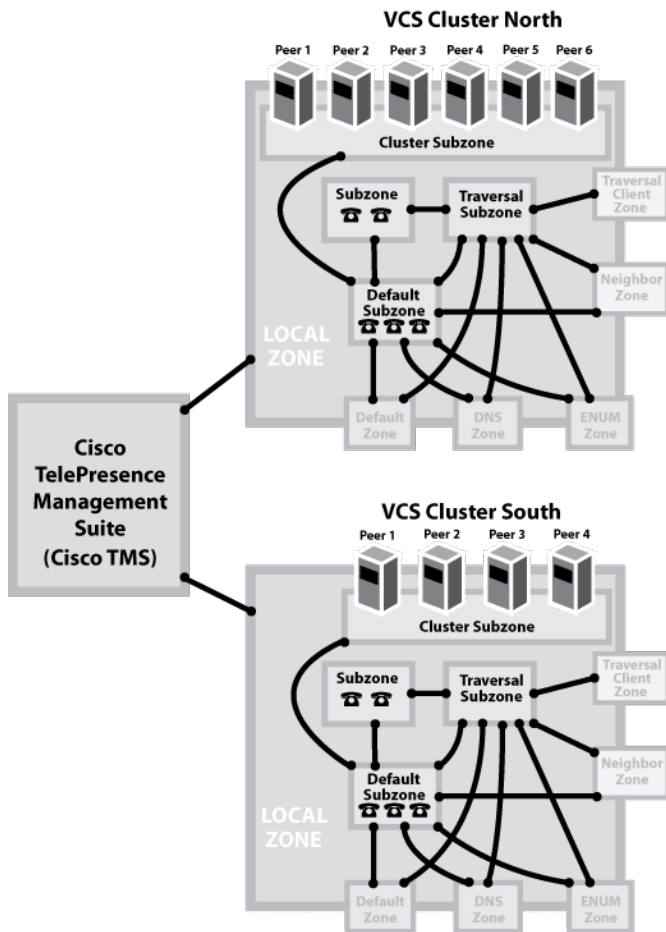 VCS Cluster North
Peer 1 Peer 2 Peer 3 Peer 4 Peer 5 Peer 6
Cluster Subzone
Subzone
Traversal
Subzone
Traversal
Client
Zone
Default
Subzone
Neighbor
Zone
LOCAL
ZONE
Default
Zone
DNS
Zone
ENUM
Zone
Cisco
TelePresence
Management
Suite
(Cisco TMS)
VCS Cluster South
Peer 1 Peer 2 Peer 3 Peer 4
Cluster Subzone
Subzone
Traversal
Subzone
Traversal
Client
Zone
Default
Subzone
Neighbor
Zone
LOCAL
ZONE
Default
Zone
DNS
Zone
ENUM
Zone